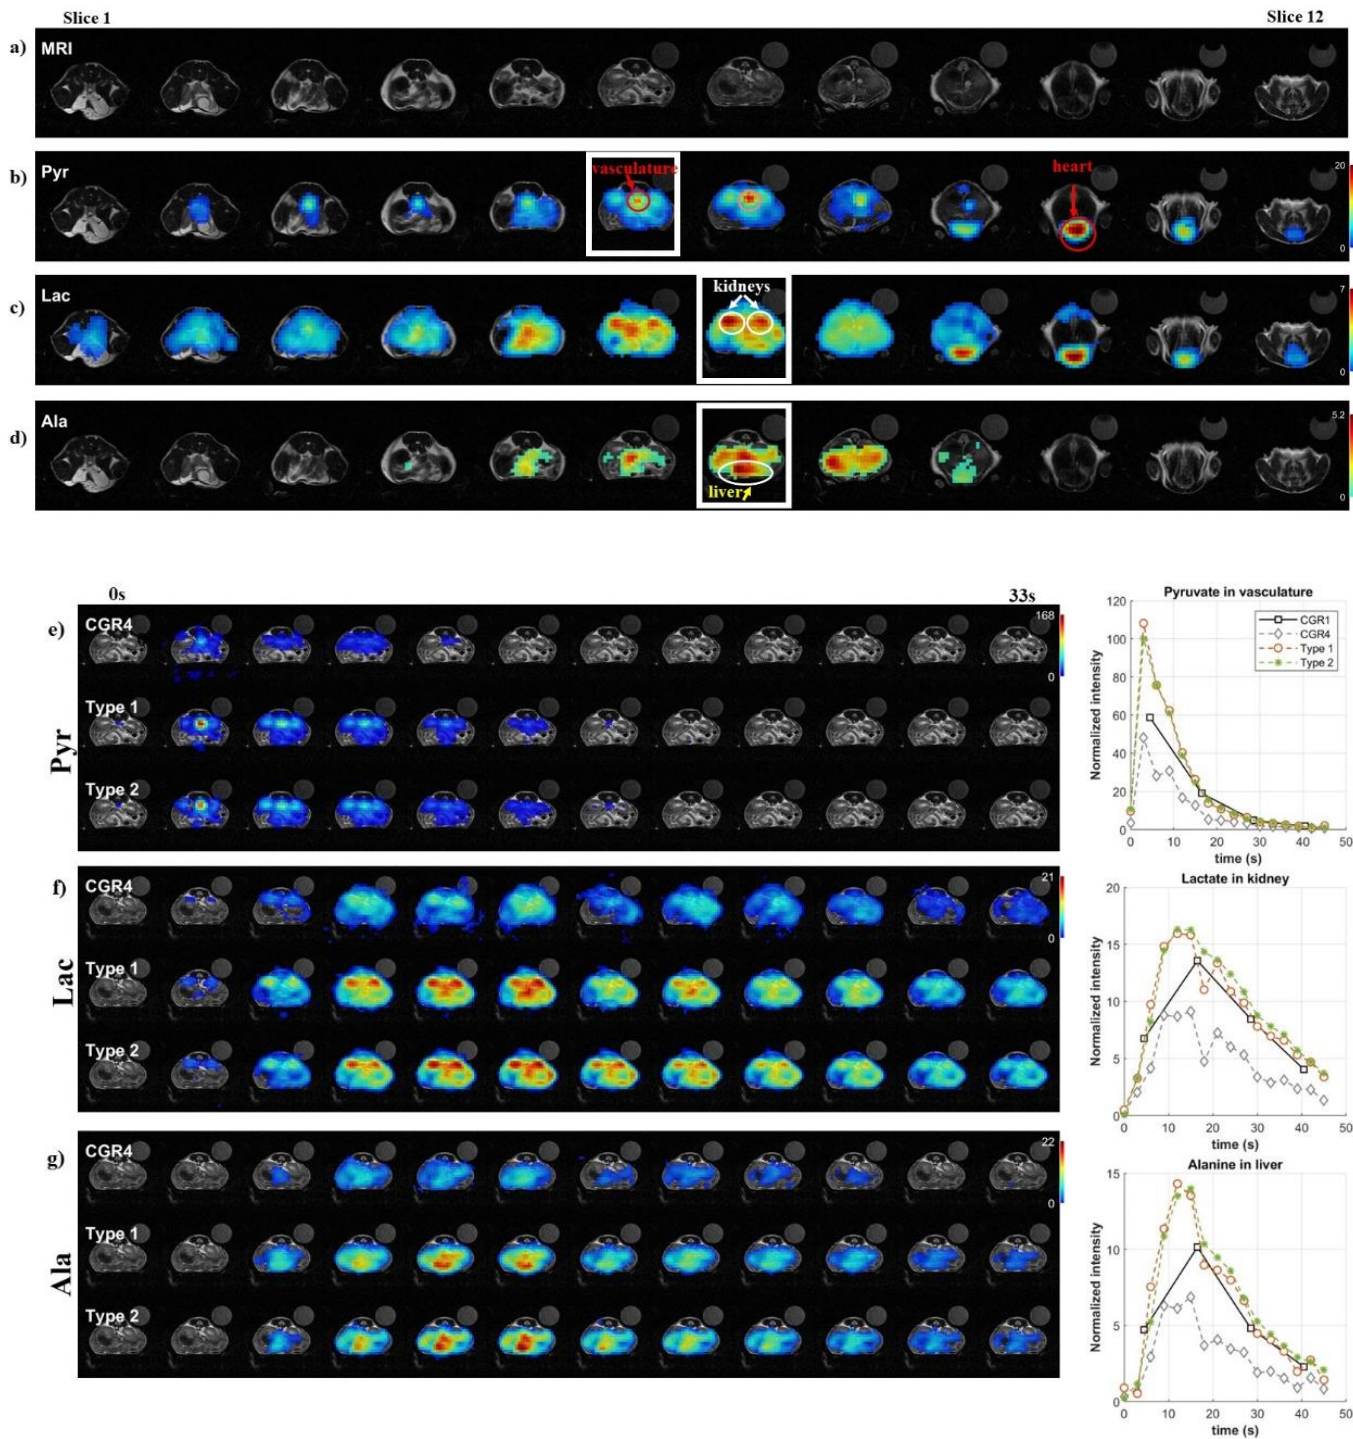 Slice 1
Slice 12
a)
MRI
b)
Pyr
vasculature
heart
20
0
c)
Lac
kidneys
7
0
d)
Ala
liver
5.2
0
0s
33s
e)
CGR4
168
0
Type 1
Pyr
Type 2
f)
CGR4
21
0
Type 1
Lac
Type 2
g)
CGR4
22
0
Type 1
Ala
Type 2
Pyruvate in vasculature
120
100
80
60
40
20
0
Normalized intensity
CGR1
CGR4
Type 1
Type 2
0 10 20 30 40 50
time (s)
Lactate in kidney
20
15
10
5
0
Normalized intensity
0 10 20 30 40 50
time (s)
Alanine in liver
15
10
5
0
Normalized intensity
0 10 20 30 40 50
time (s)